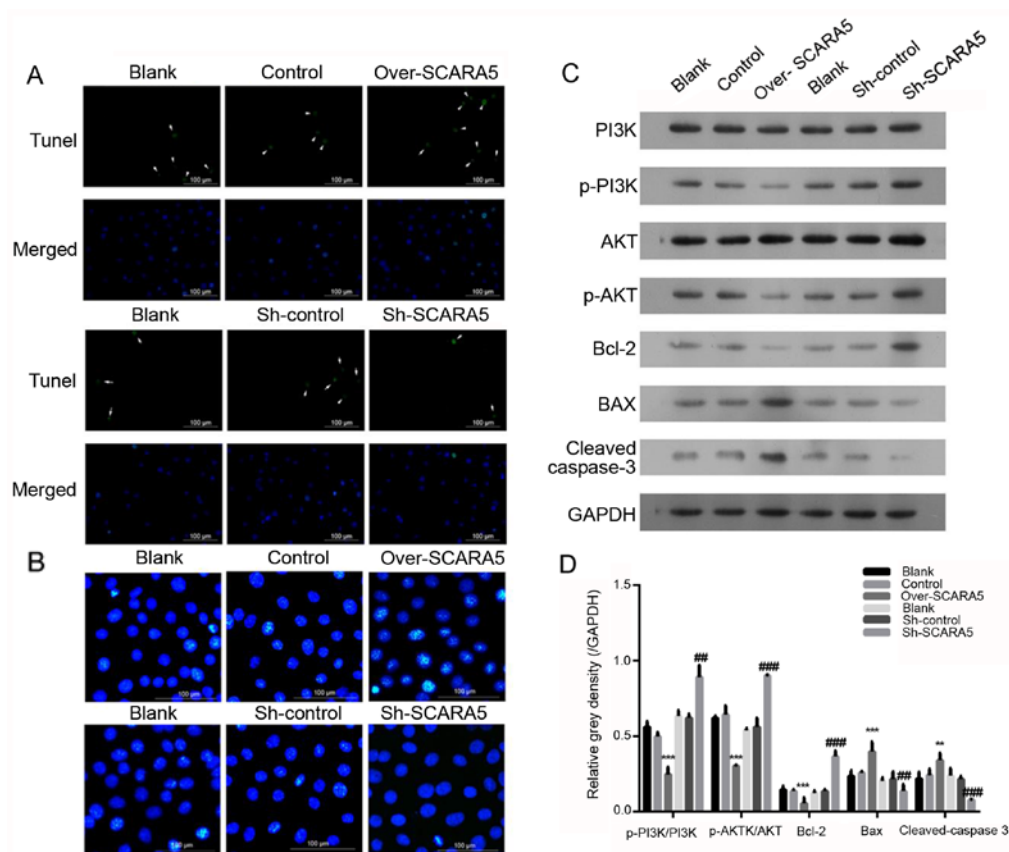 A
Blank Control Over-SCARA5
Tunel
100 μm 100 μm 100 μm
Merged
100 μm 100 μm 100 μm
Blank Sh-control Sh-SCARA5
Tunel
100 μm 100 μm 100 μm
Merged
100 μm 100 μm 100 μm
B
Blank Control Over-SCARA5
100 μm 100 μm 100 μm
Blank Sh-control Sh-SCARA5
100 μm 100 μm 100 μm
C
Blank Control Over- SCARA5 Blank Sh-control Sh-SCARA5
PI3K
p-PI3K
AKT
p-AKT
Bcl-2
BAX
Cleaved
caspase-3
GAPDH
D
Blank
Control
Over-SCARA5
Blank
Sh-control
Sh-SCARA5
Relative grey density (/GAPDH)
1.5
1.0
0.5
0.0
*** ## *** ### *** ### *** ## ** ###
p-PI3K/PI3K p-AKTK/AKT Bcl-2 Bax Cleaved-caspase 3